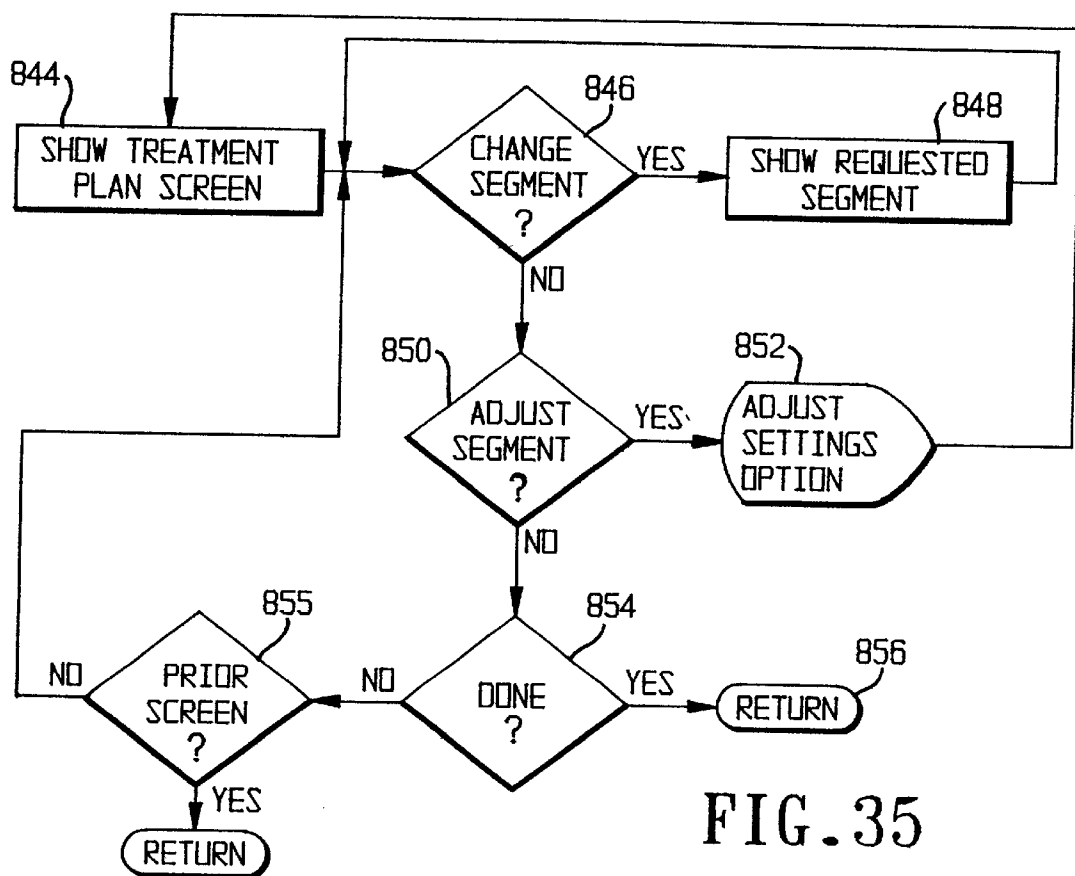 844
SHOW TREATMENT
PLAN SCREEN
846
CHANGE
SEGMENT
?
YES
848
SHOW REQUESTED
SEGMENT
NO
850
ADJUST
SEGMENT
?
YES
852
ADJUST
SETTINGS
OPTION
NO
854
DONE
?
YES
856
RETURN
NO
855
PRIOR
SCREEN
?
NO
YES
RETURN
FIG.35